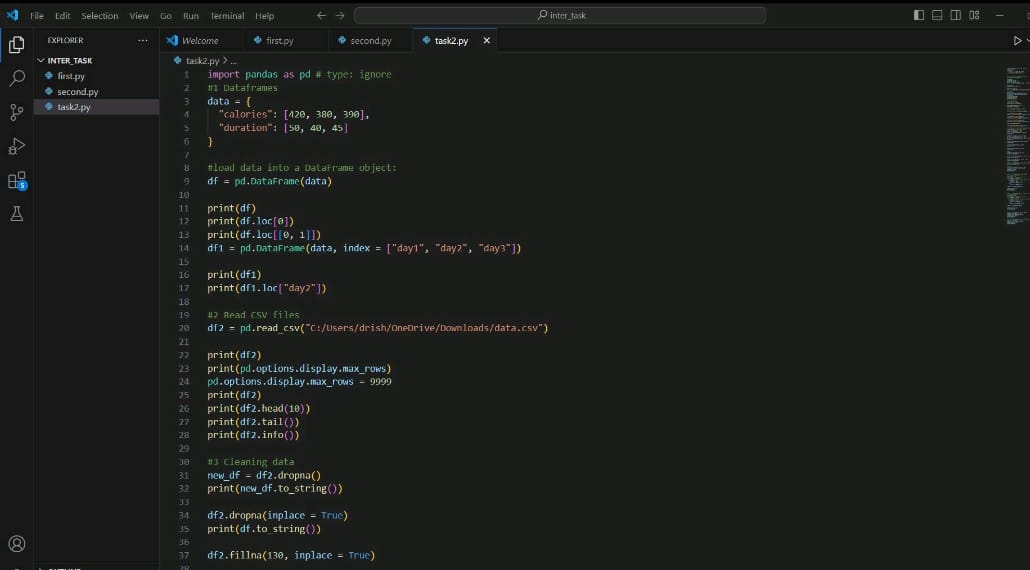 File Edit Selection View Go Run Terminal Help
inter_task
EXPLORER
Welcome
first.py
second.py
task2.py
INTER_TASK
first.py
second.py
task2.py
5
task2.py > ...
1 import pandas as pd # type: ignore
2 #1 Dataframes
3 data = {
4 "calories": [420, 380, 390],
5 "duration": [50, 40, 45]
6 }
7
8 #load data into a DataFrame object:
9 df = pd.DataFrame(data)
10
11 print(df)
12 print(df.loc[0])
13 print(df.loc[[0, 1]])
14 df1 = pd.DataFrame(data, index = ["day1", "day2", "day3"])
15
16 print(df1)
17 print(df1.loc["day2"])
18
19 #2 Read CSV files
20 df2 = pd.read_csv("C:/Users/drish/OneDrive/Downloads/data.csv")
21
22 print(df2)
23 print(pd.options.display.max_rows)
24 pd.options.display.max_rows = 9999
25 print(df2)
26 print(df2.head(10))
27 print(df2.tail())
28 print(df2.info())
29
30 #3 Cleaning data
31 new_df = df2.dropna()
32 print(new_df.to_string())
33
34 df2.dropna(inplace = True)
35 print(df.to_string())
36
37 df2.fillna(130, inplace = True)
38